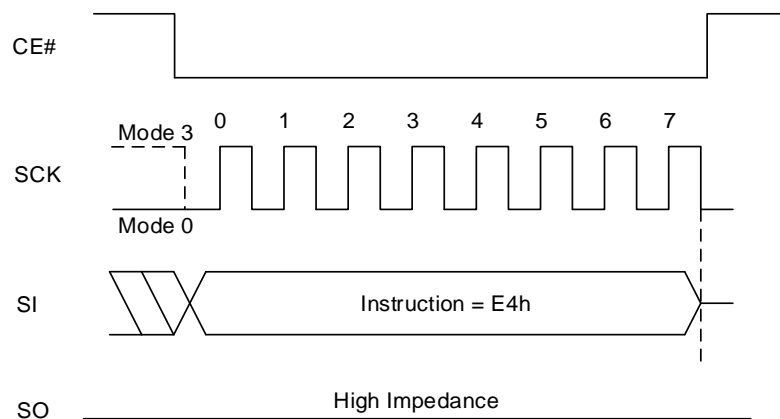 CE#
Mode 3
0 1 2 3 4 5 6 7
SCK
Mode 0
SI
Instruction = E4h
SO
High Impedance